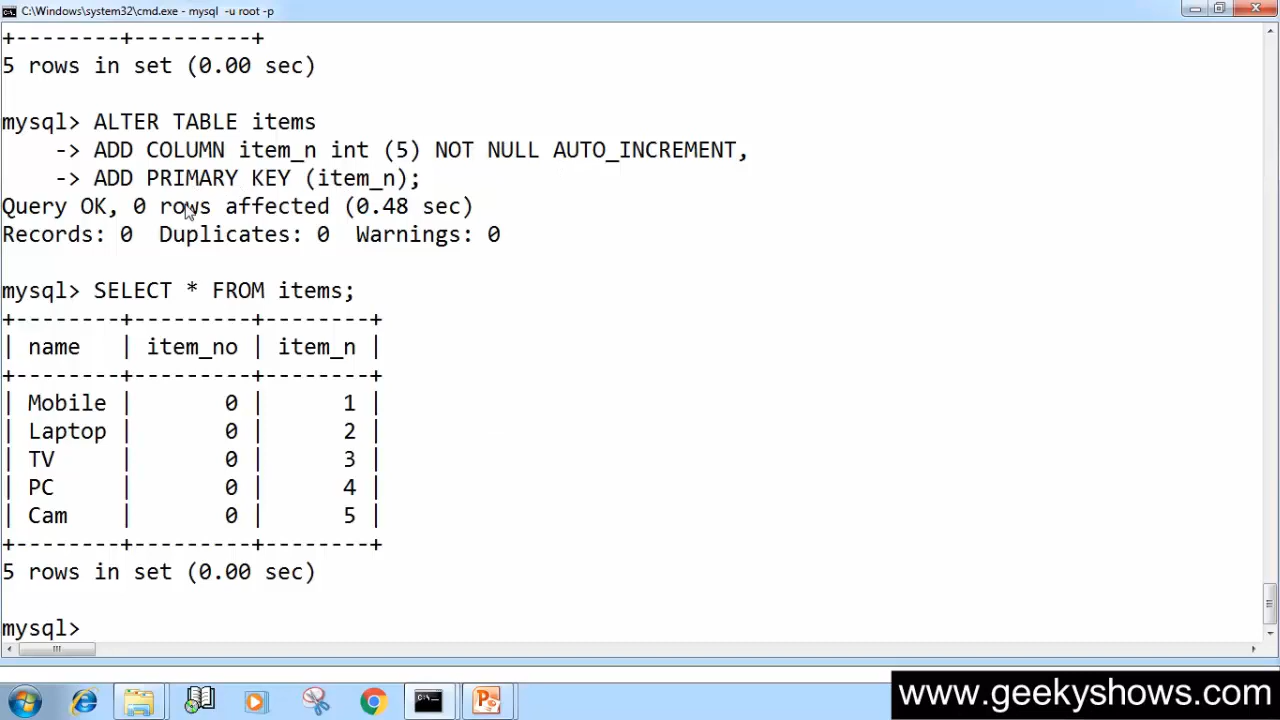 C:\Windows\system32\cmd.exe - mysql  -u root -p
+--------+---------+
5 rows in set (0.00 sec)
mysql> ALTER TABLE items
    -> ADD COLUMN item_n int (5) NOT NULL AUTO_INCREMENT,
    -> ADD PRIMARY KEY (item_n);
Query OK, 0 rows affected (0.48 sec)
Records: 0  Duplicates: 0  Warnings: 0
mysql> SELECT * FROM items;
+--------+---------+--------+
| name   | item_no | item_n |
+--------+---------+--------+
| Mobile |       0 |      1 |
| Laptop |       0 |      2 |
| TV     |       0 |      3 |
| PC     |       0 |      4 |
| Cam    |       0 |      5 |
+--------+---------+--------+
5 rows in set (0.00 sec)
mysql>
www.geekyshows.com